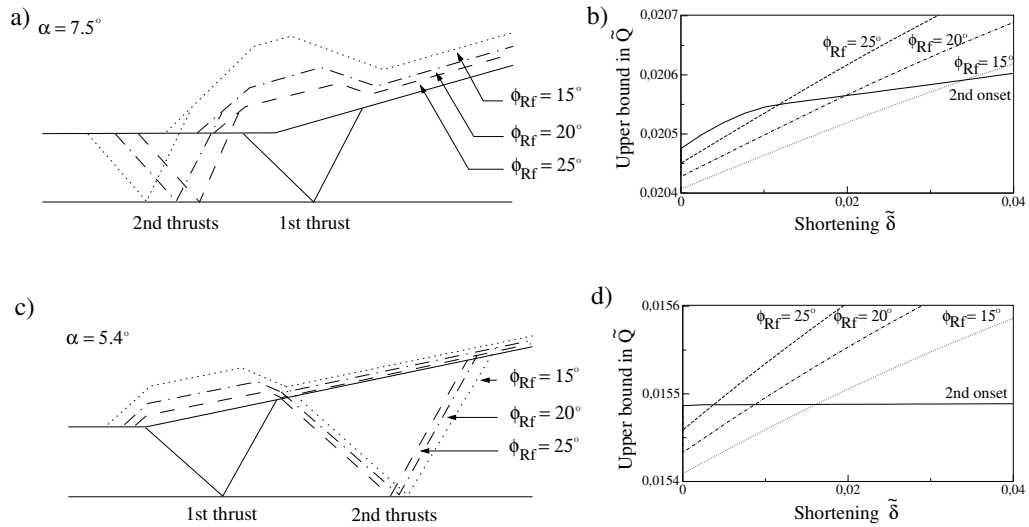 a)
α = 7.5°
ϕRf = 15°
ϕRf = 20°
ϕRf = 25°
2nd thrusts
1st thrust
b)
Upper bound in Q̃
0,0207
0,0206
0,0205
0,0204
ϕRf = 25°
ϕRf = 20°
ϕRf = 15°
2nd onset
0
0,02
0,04
Shortening δ̃
c)
α = 5.4°
ϕRf = 15°
ϕRf = 20°
ϕRf = 25°
1st thrust
2nd thrusts
d)
Upper bound in Q̃
0,0156
0,0155
0,0154
ϕRf = 25°
ϕRf = 20°
ϕRf = 15°
2nd onset
0
0,02
0,04
Shortening δ̃